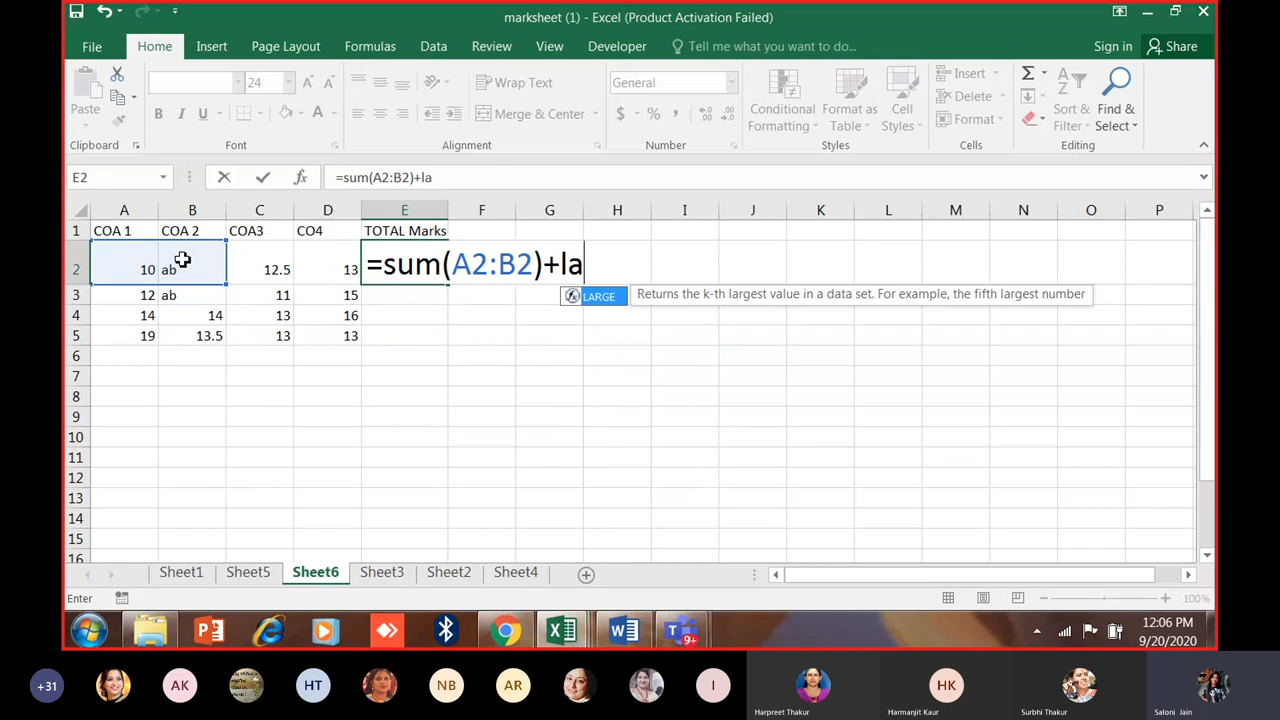 marksheet (1) - Excel (Product Activation Failed)
File Home Insert Page Layout Formulas Data Review View Developer Tell me what you want to do... Sign in Share
Paste
B I U
24
A A
A
Wrap Text
Merge & Center
General
$ %
Conditional Formatting
Format as Table
Cell Styles
Insert
Delete
Format
Sort & Filter
Find & Select
Clipboard Font Alignment Number Styles Cells Editing
E2 fx =sum(A2:B2)+la
A B C D E F G H I J K L M N O P
1 COA 1 COA 2 COA3 CO4 TOTAL Marks
2 10 ab 12.5 13 =sum(A2:B2)+la
LARGE Returns the k-th largest value in a data set. For example, the fifth largest number
3 12 ab 11 15
4 14 14 13 16
5 19 13.5 13 13
6
7
8
9
10
11
12
13
14
15
16
Sheet1 Sheet5 Sheet6 Sheet3 Sheet2 Sheet4
Enter 100%
9+
12:06 PM
9/20/2020
+31 AK HT NB AR I HK
Harpreet Thakur Harmanjit Kaur Surbhi Thakur Saloni Jain